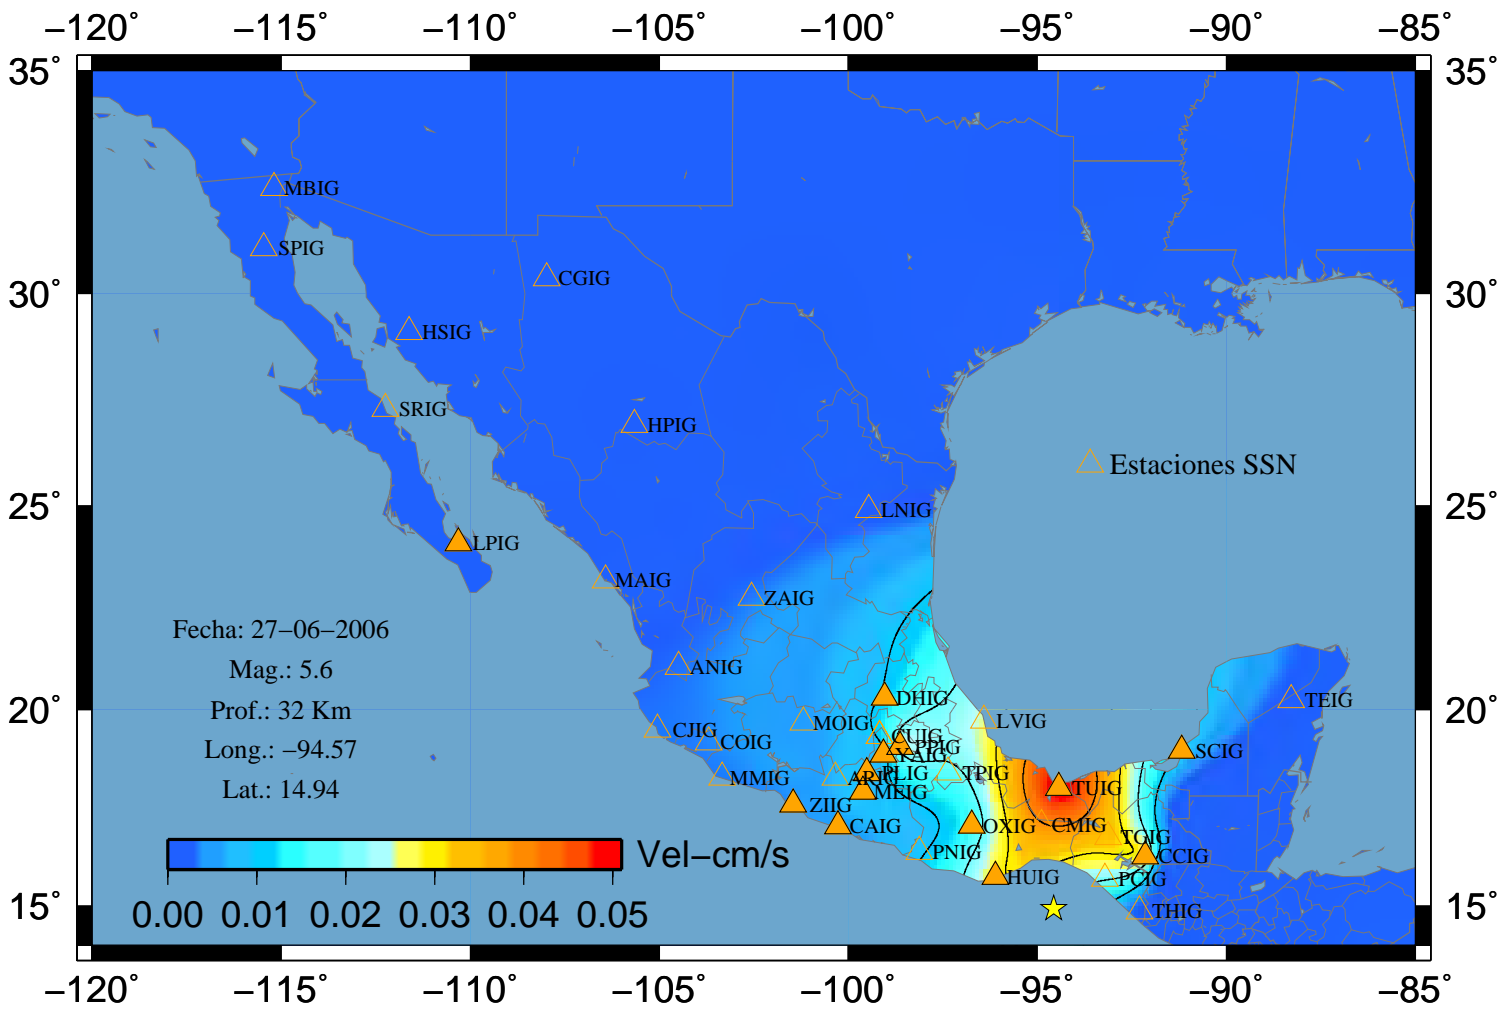 −120˚ −115˚ −110˚ −105˚ −100˚ −95˚ −90˚ −85˚
35˚ 35˚
MBIG
SPIG
CGIG
30˚ 30˚
HSIG
SRIG
HPIG
Estaciones SSN
25˚ LNIG 25˚
LPIG
MAIG
ZAIG
Fecha: 27−06−2006
Mag.: 5.6
ANIG
DHIG
TEIG
20˚ Prof.: 32 Km 20˚
MOIG
LVIG
CJIG
CUIG
COIG
PPIG
Long.: −94.57
SCIG
YAIG
PLIG
TPIG
MMIG
ARIG
Lat.: 14.94
TUIG
MEIG
ZIIG
CAIG
OXIG
CMIG
TGIG
Vel−cm/s
PNIG
CCIG
HUIG
PCIG
0.00 0.01 0.02 0.03 0.04 0.05
15˚ THIG 15˚
−120˚ −115˚ −110˚ −105˚ −100˚ −95˚ −90˚ −85˚